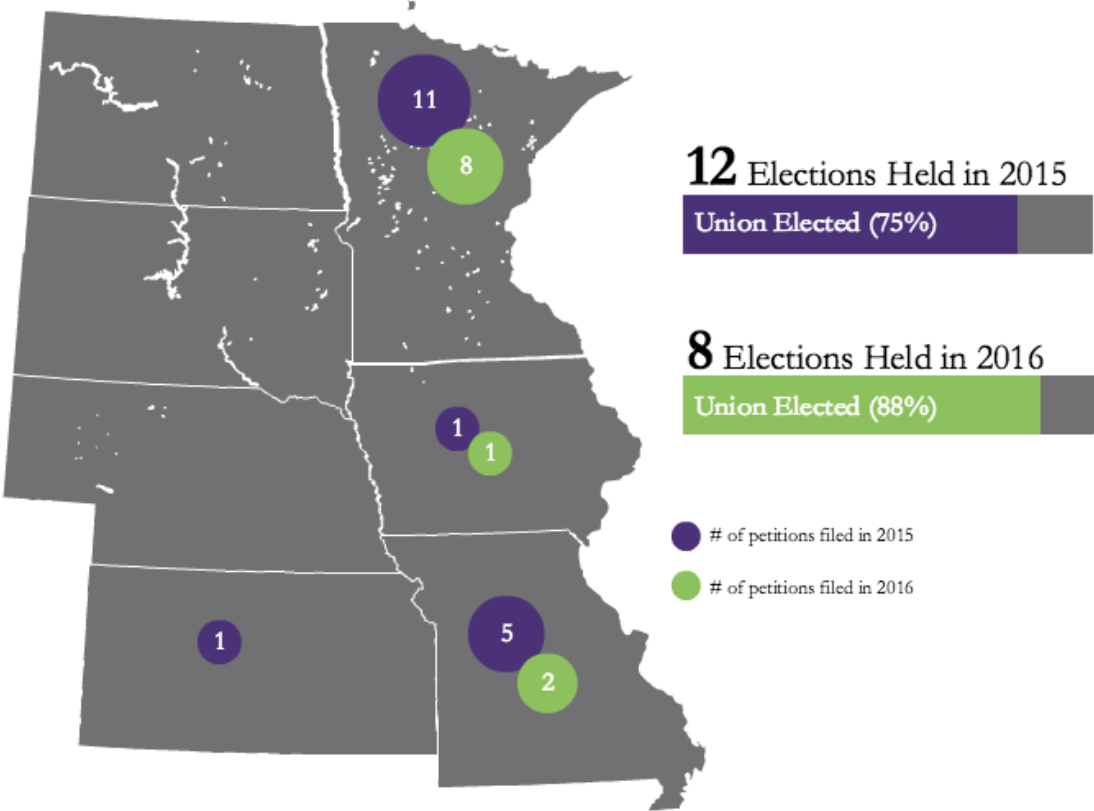 11
8
12 Elections Held in 2015
Union Elected (75%)
8 Elections Held in 2016
Union Elected (88%)
1
1
# of petitions filed in 2015
# of petitions filed in 2016
1
5
2